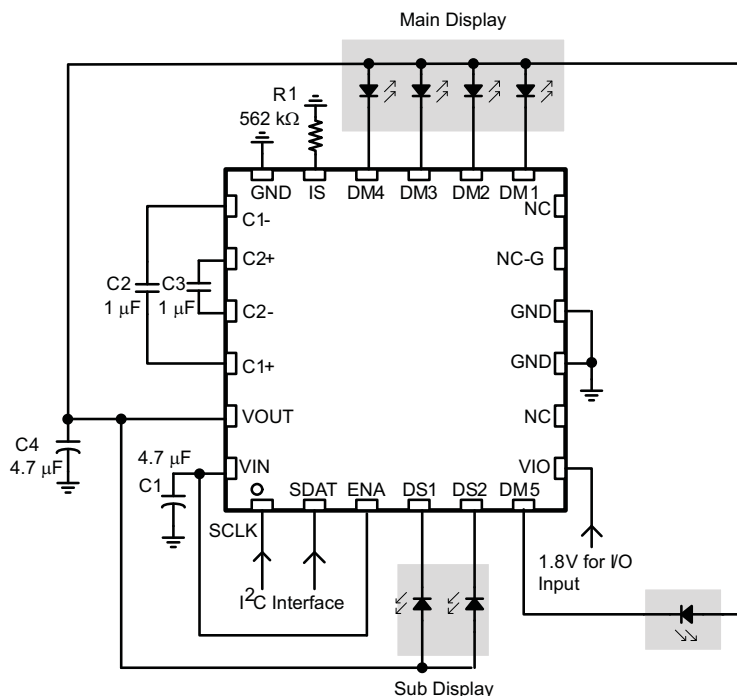 Main Display
R1
562 kΩ
GND
IS
DM4
DM3
DM2
DM1
C1-
NC
C2+
NC-G
C2
1 μF
C3
1 μF
C2-
GND
C1+
GND
VOUT
NC
C4
4.7 μF
4.7 μF
C1
VIN
VIO
SCLK
SDAT
ENA
DS1
DS2
DM5
I2C Interface
1.8V for I/O
Input
Sub Display